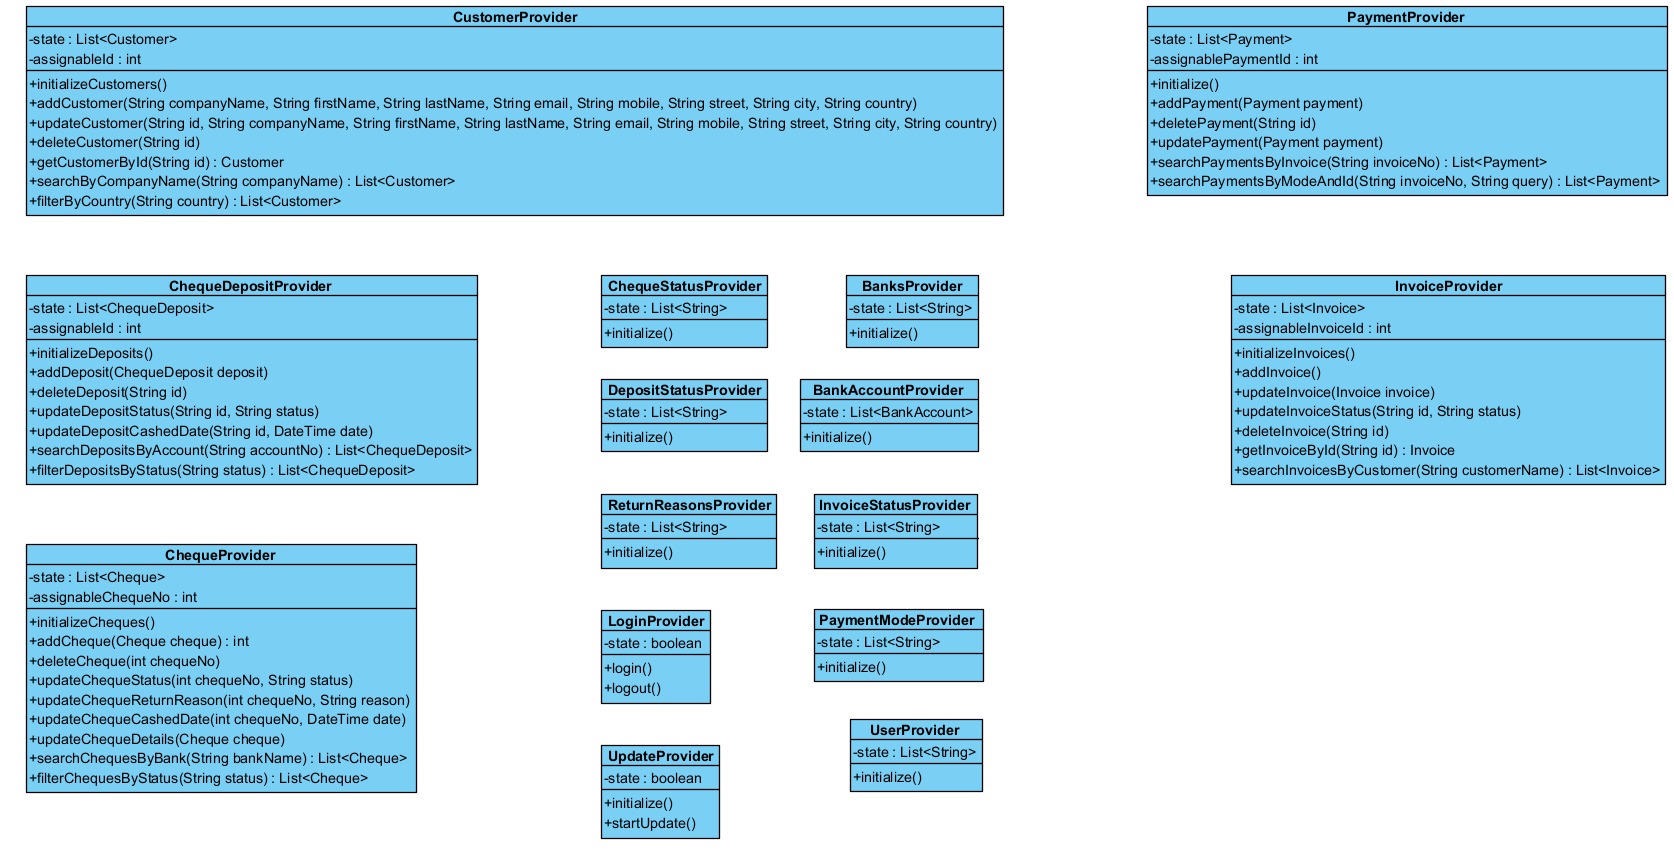 CustomerProvider
-state : List<Customer>
-assignableId : int
+initializeCustomers()
+addCustomer(String companyName, String firstName, String lastName, String email, String mobile, String street, String city, String country)
+updateCustomer(String id, String companyName, String firstName, String lastName, String email, String mobile, String street, String city, String country)
+deleteCustomer(String id)
+getCustomerById(String id) : Customer
+searchByCompanyName(String companyName) : List<Customer>
+filterByCountry(String country) : List<Customer>
PaymentProvider
-state : List<Payment>
-assignablePaymentId : int
+initialize()
+addPayment(Payment payment)
+deletePayment(String id)
+updatePayment(Payment payment)
+searchPaymentsByInvoice(String invoiceNo) : List<Payment>
+searchPaymentsByModeAndId(String invoiceNo, String query) : List<Payment>
ChequeDepositProvider
-state : List<ChequeDeposit>
-assignableId : int
+initializeDeposits()
+addDeposit(ChequeDeposit deposit)
+deleteDeposit(String id)
+updateDepositStatus(String id, String status)
+updateDepositCashedDate(String id, DateTime date)
+searchDepositsByAccount(String accountNo) : List<ChequeDeposit>
+filterDepositsByStatus(String status) : List<ChequeDeposit>
ChequeStatusProvider
-state : List<String>
+initialize()
BanksProvider
-state : List<String>
+initialize()
InvoiceProvider
-state : List<Invoice>
-assignableInvoiceId : int
+initializeInvoices()
+addInvoice()
+updateInvoice(Invoice invoice)
+updateInvoiceStatus(String id, String status)
+deleteInvoice(String id)
+getInvoiceById(String id) : Invoice
+searchInvoicesByCustomer(String customerName) : List<Invoice>
DepositStatusProvider
-state : List<String>
+initialize()
BankAccountProvider
-state : List<BankAccount>
+initialize()
ReturnReasonsProvider
-state : List<String>
+initialize()
InvoiceStatusProvider
-state : List<String>
+initialize()
ChequeProvider
-state : List<Cheque>
-assignableChequeNo : int
+initializeCheques()
+addCheque(Cheque cheque) : int
+deleteCheque(int chequeNo)
+updateChequeStatus(int chequeNo, String status)
+updateChequeReturnReason(int chequeNo, String reason)
+updateChequeCashedDate(int chequeNo, DateTime date)
+updateChequeDetails(Cheque cheque)
+searchChequesByBank(String bankName) : List<Cheque>
+filterChequesByStatus(String status) : List<Cheque>
LoginProvider
-state : boolean
+login()
+logout()
PaymentModeProvider
-state : List<String>
+initialize()
UpdateProvider
-state : boolean
+initialize()
+startUpdate()
UserProvider
-state : List<String>
+initialize()